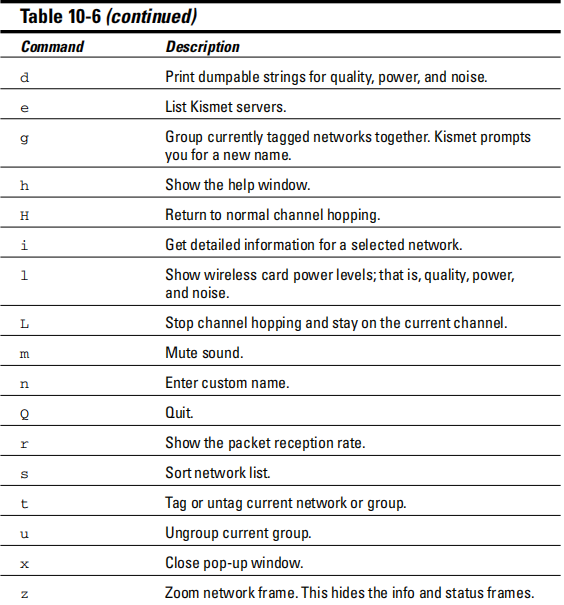 Table 10-6 (continued)
Command Description
d Print dumpable strings for quality, power, and noise.
e List Kismet servers.
g Group currently tagged networks together. Kismet prompts
you for a new name.
h Show the help window.
H Return to normal channel hopping.
i Get detailed information for a selected network.
l Show wireless card power levels; that is, quality, power,
and noise.
L Stop channel hopping and stay on the current channel.
m Mute sound.
n Enter custom name.
Q Quit.
r Show the packet reception rate.
s Sort network list.
t Tag or untag current network or group.
u Ungroup current group.
x Close pop-up window.
z Zoom network frame. This hides the info and status frames.